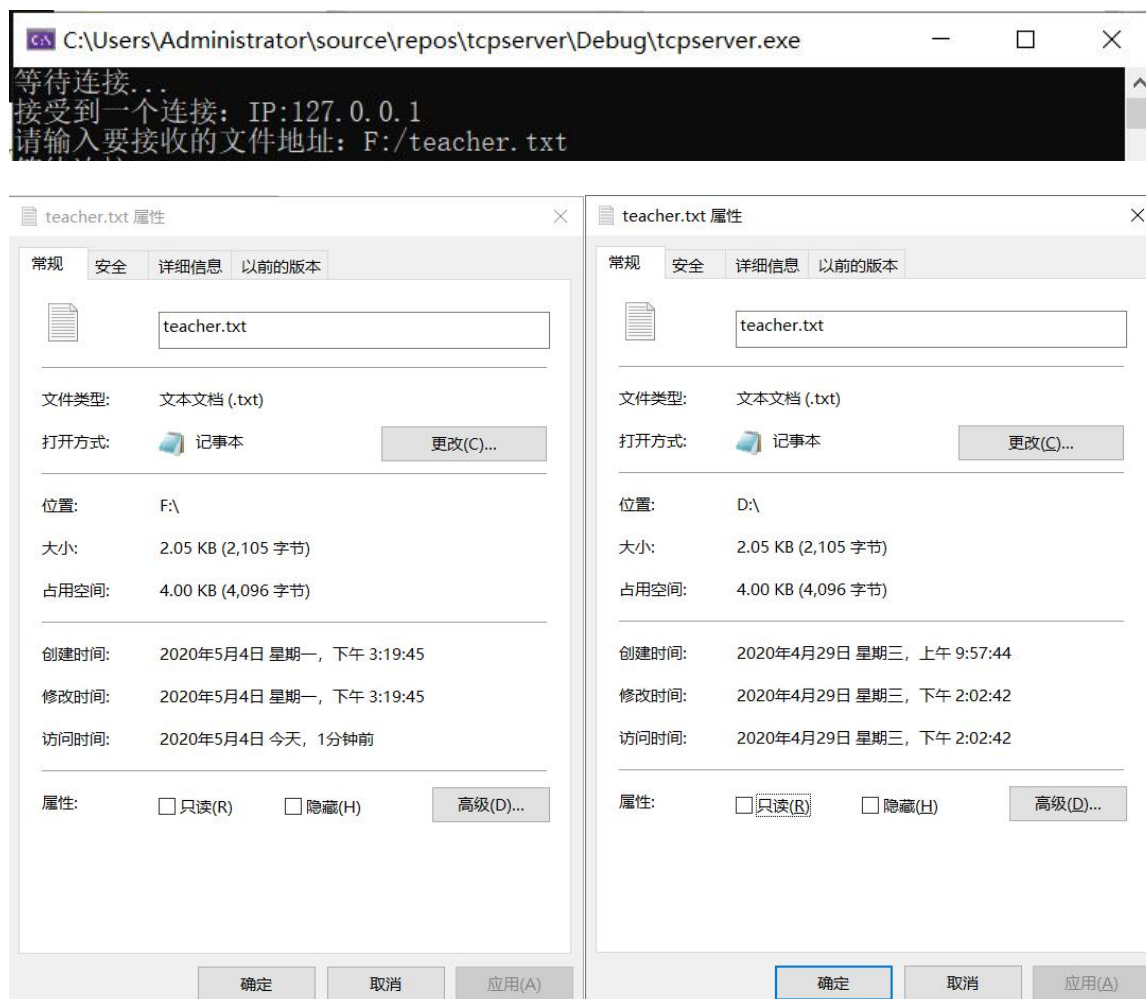 C:\Users\Administrator\source\repos\tcpserver\Debug\tcpserver.exe
等待连接...
接受到一个连接：IP:127.0.0.1
请输入要接收的文件地址：F:/teacher.txt
teacher.txt 属性
常规 安全 详细信息 以前的版本
teacher.txt
文件类型: 文本文档 (.txt)
打开方式: 记事本 更改(C)...
位置: F:\
大小: 2.05 KB (2,105 字节)
占用空间: 4.00 KB (4,096 字节)
创建时间: 2020年5月4日 星期一，下午 3:19:45
修改时间: 2020年5月4日 星期一，下午 3:19:45
访问时间: 2020年5月4日 今天，1分钟前
属性: 只读(R) 隐藏(H) 高级(D)...
确定 取消 应用(A)
teacher.txt 属性
常规 安全 详细信息 以前的版本
teacher.txt
文件类型: 文本文档 (.txt)
打开方式: 记事本 更改(C)...
位置: D:\
大小: 2.05 KB (2,105 字节)
占用空间: 4.00 KB (4,096 字节)
创建时间: 2020年4月29日 星期三，上午 9:57:44
修改时间: 2020年4月29日 星期三，下午 2:02:42
访问时间: 2020年4月29日 星期三，下午 2:02:42
属性: 只读(R) 隐藏(H) 高级(D)...
确定 取消 应用(A)